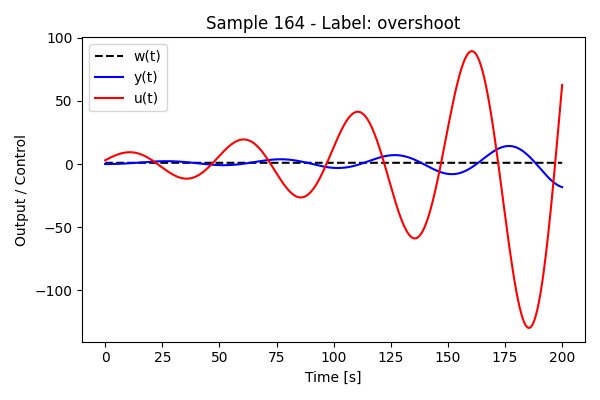 Sample 164 - Label: overshoot
w(t)
y(t)
u(t)
Output / Control
100
50
0
−50
−100
0 25 50 75 100 125 150 175 200
Time [s]